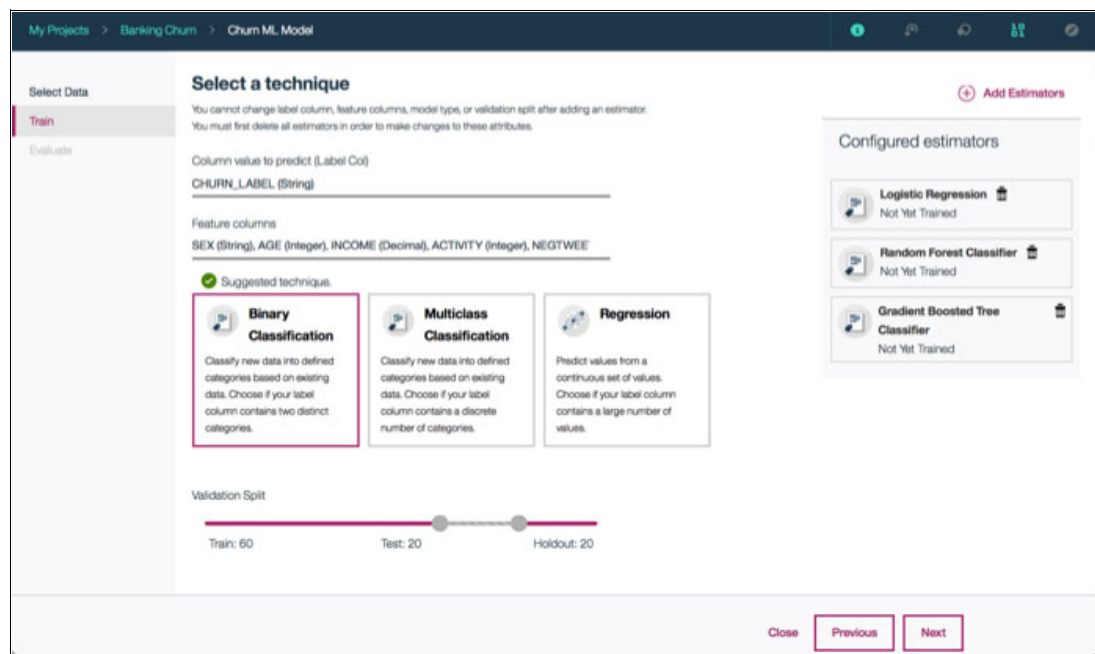 My Projects > Banking Churn > Churn ML Model
Select Data
Train
Evaluate
Select a technique
You cannot change label column, feature columns, model type, or validation split after adding an estimator.
You must first delete all estimators in order to make changes to these attributes.
Column value to predict (Label Col)
CHURN_LABEL (String)
Feature columns
SEX (String), AGE (Integer), INCOME (Decimal), ACTIVITY (Integer), NEGTWEE
Suggested technique.
Binary
Classification
Classify new data into defined
categories based on existing
data. Choose if your label
column contains two distinct
categories.
Multiclass
Classification
Classify new data into defined
categories based on existing
data. Choose if your label
column contains a discrete
number of categories.
Regression
Predict values from a
continuous set of values.
Choose if your label column
contains a large number of
values.
Validation Split
Train: 60
Test: 20
Holdout: 20
Add Estimators
Configured estimators
Logistic Regression
Not Yet Trained
Random Forest Classifier
Not Yet Trained
Gradient Boosted Tree
Classifier
Not Yet Trained
Close
Previous
Next